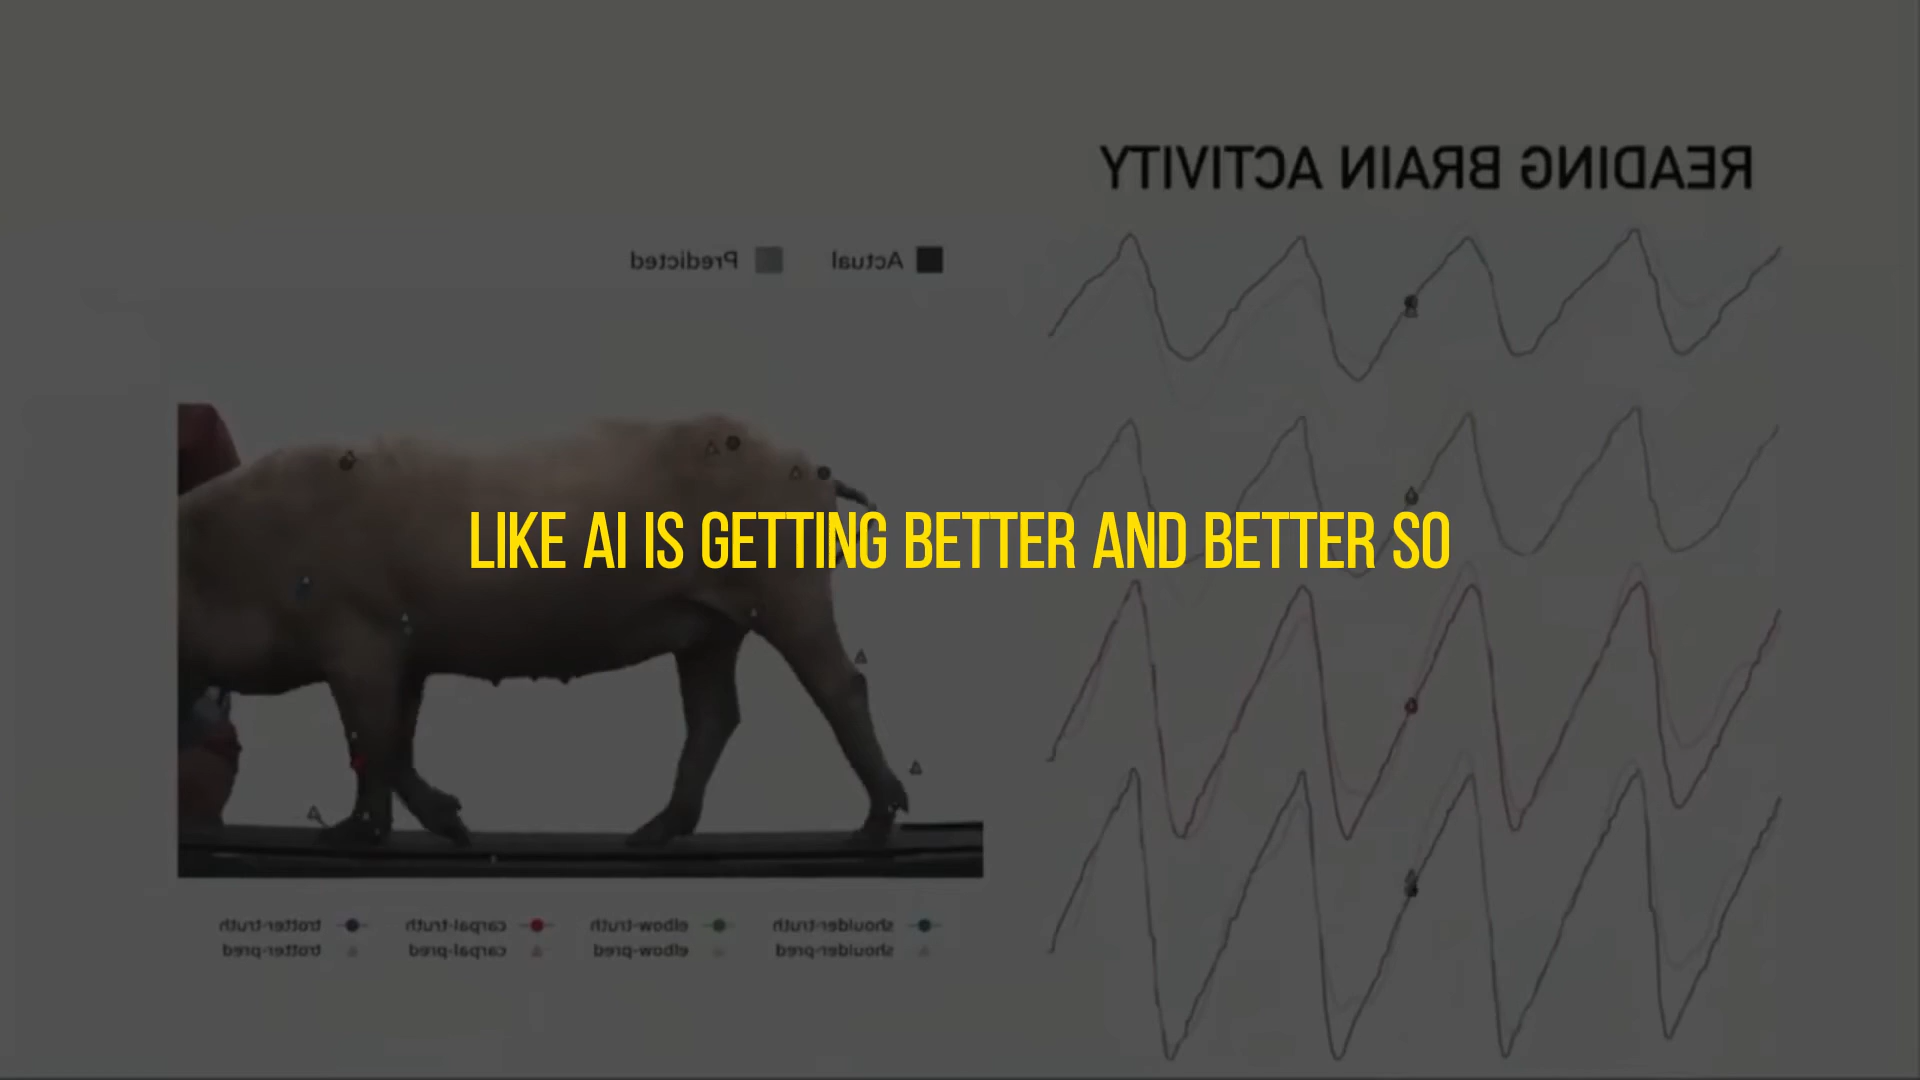 READING BRAIN ACTIVITY
Predicted Actual
LIKE AI IS GETTING BETTER AND BETTER SO
trotter-truth carpal-truth elbow-truth shoulder-truth
trotter-pred carpal-pred elbow-pred shoulder-pred